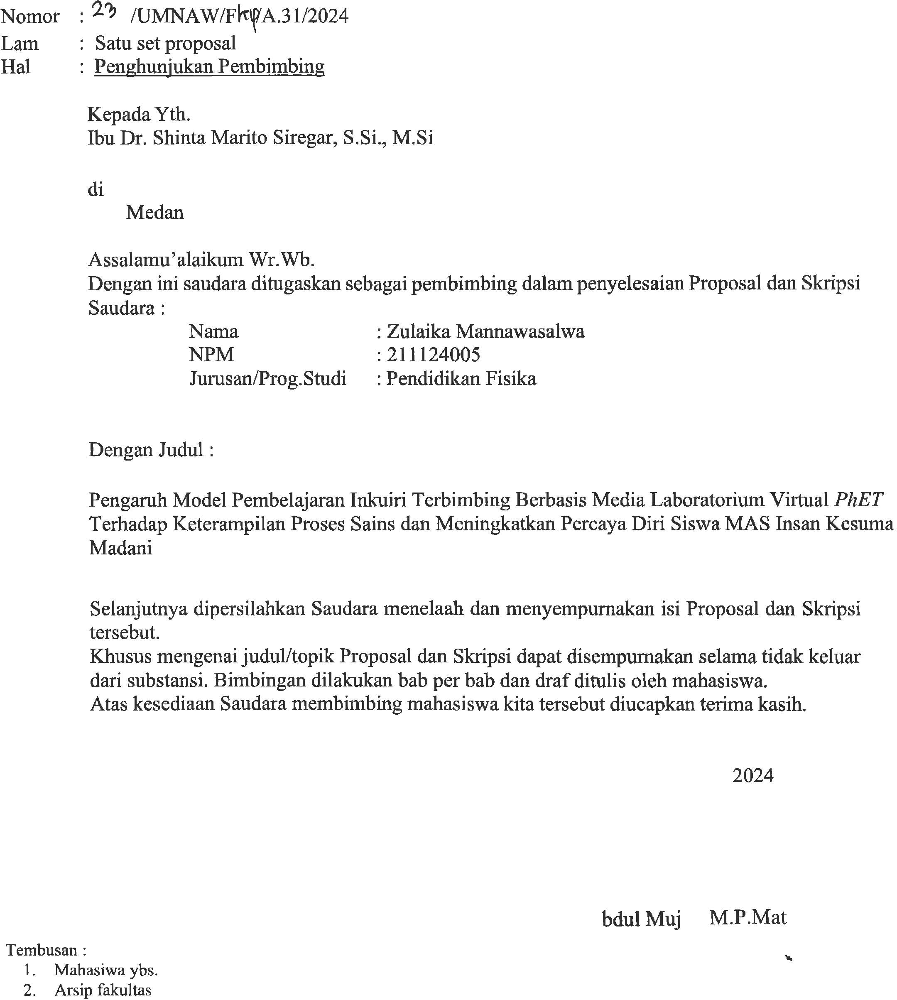 Nomor : 23 /UMNAW/Fkip/A.31/2024
Lam : Satu set proposal
Hal : Penghunjukan Pembimbing
Kepada Yth.
Ibu Dr. Shinta Marito Siregar, S.Si., M.Si
di
Medan
Assalamu'alaikum Wr.Wb.
Dengan ini saudara ditugaskan sebagai pembimbing dalam penyelesaian Proposal dan Skripsi
Saudara :
Nama : Zulaika Mannawasalwa
NPM : 211124005
Jurusan/Prog.Studi : Pendidikan Fisika
Dengan Judul :
Pengaruh Model Pembelajaran Inkuiri Terbimbing Berbasis Media Laboratorium Virtual PhET
Terhadap Keterampilan Proses Sains dan Meningkatkan Percaya Diri Siswa MAS Insan Kesuma
Madani
Selanjutnya dipersilahkan Saudara menelaah dan menyempurnakan isi Proposal dan Skripsi
tersebut.
Khusus mengenai judul/topik Proposal dan Skripsi dapat disempurnakan selama tidak keluar
dari substansi. Bimbingan dilakukan bab per bab dan draf ditulis oleh mahasiswa.
Atas kesediaan Saudara membimbing mahasiswa kita tersebut diucapkan terima kasih.
2024
bdul Muj M.P.Mat
Tembusan :
1. Mahasiwa ybs.
2. Arsip fakultas